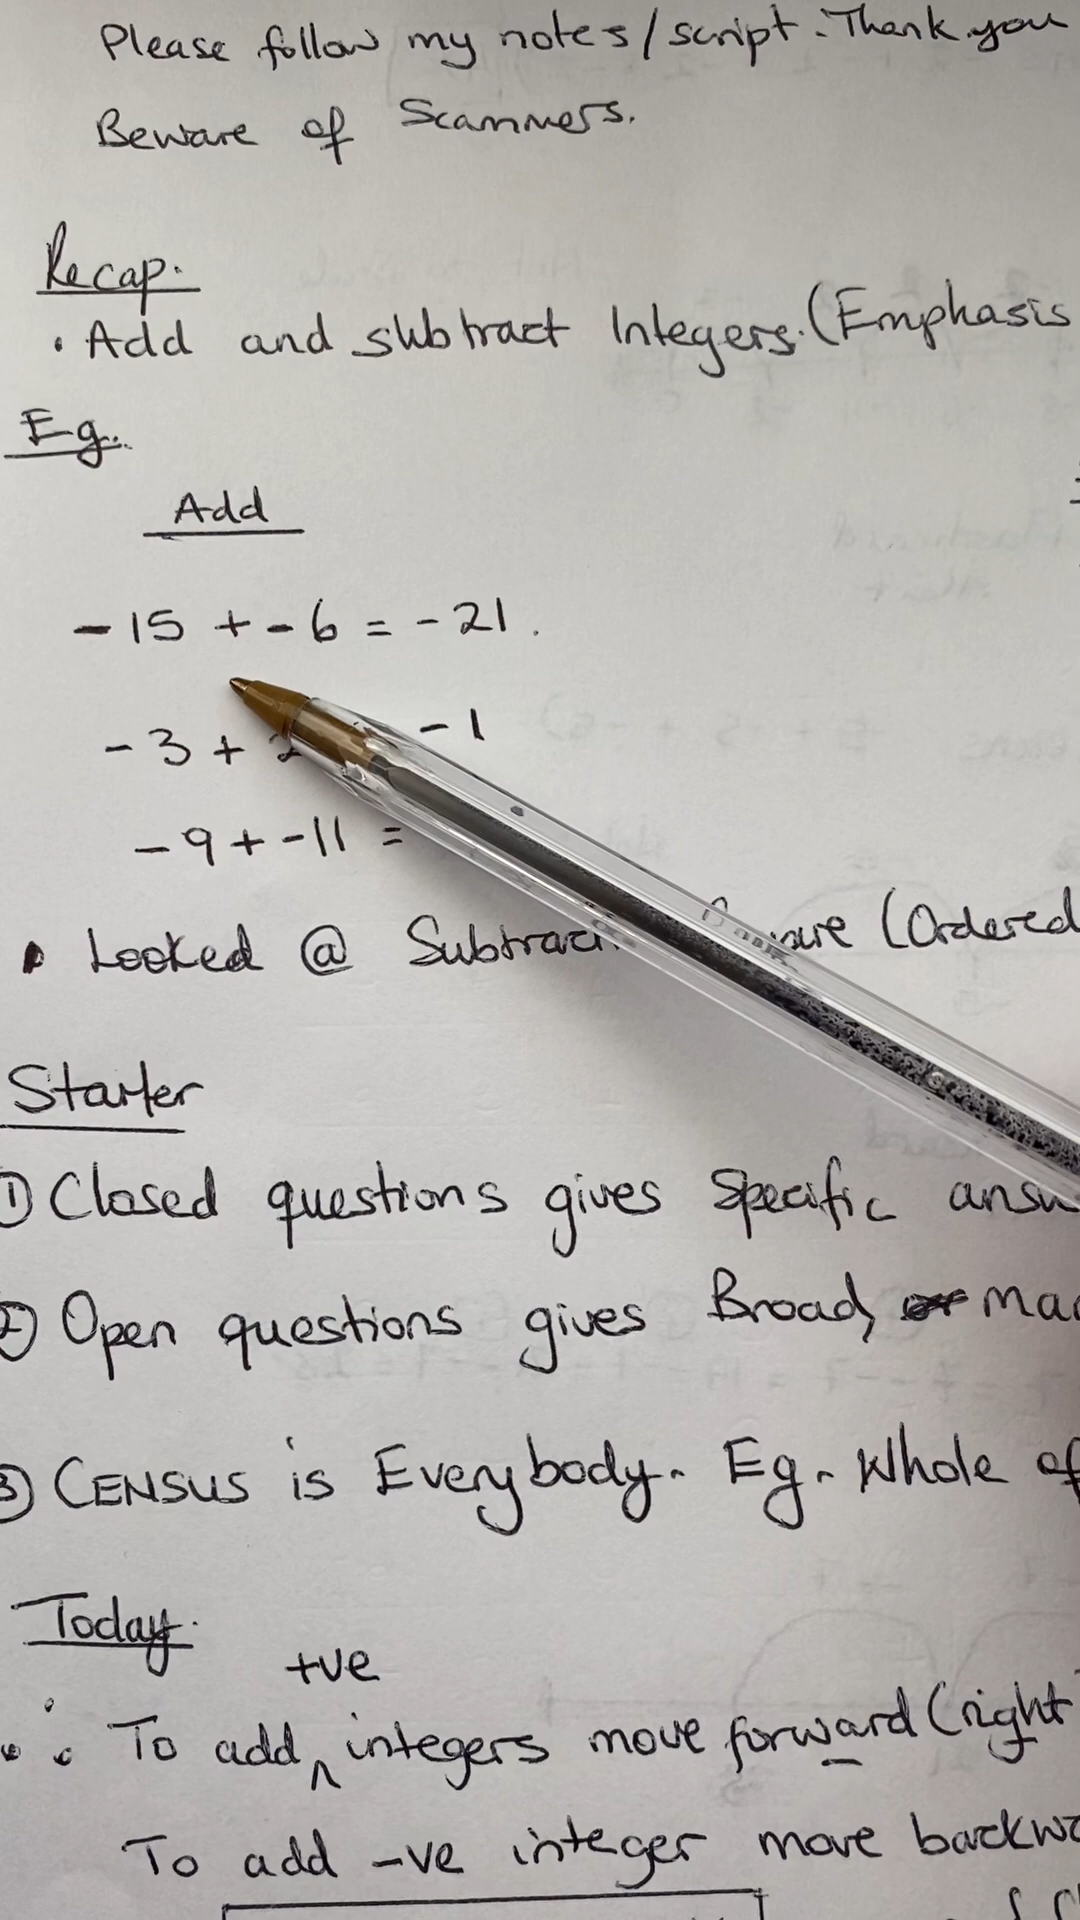 Please follow my notes/script. Thank you
Beware of Scammers.
Recap.
• Add and subtract Integers. (Emphasis
Eg.
Add
-15 + -6 = -21.
-3 + 2 -1
-9 + -11 =
• Looked @ (Ordered
Starter
① Closed questions gives Specific
② Open questions gives Broad,
③ CENSUS is Everybody. Eg. Whole of
Today.
+ve
To add ^ integers move forward (right
To add -ve integer move